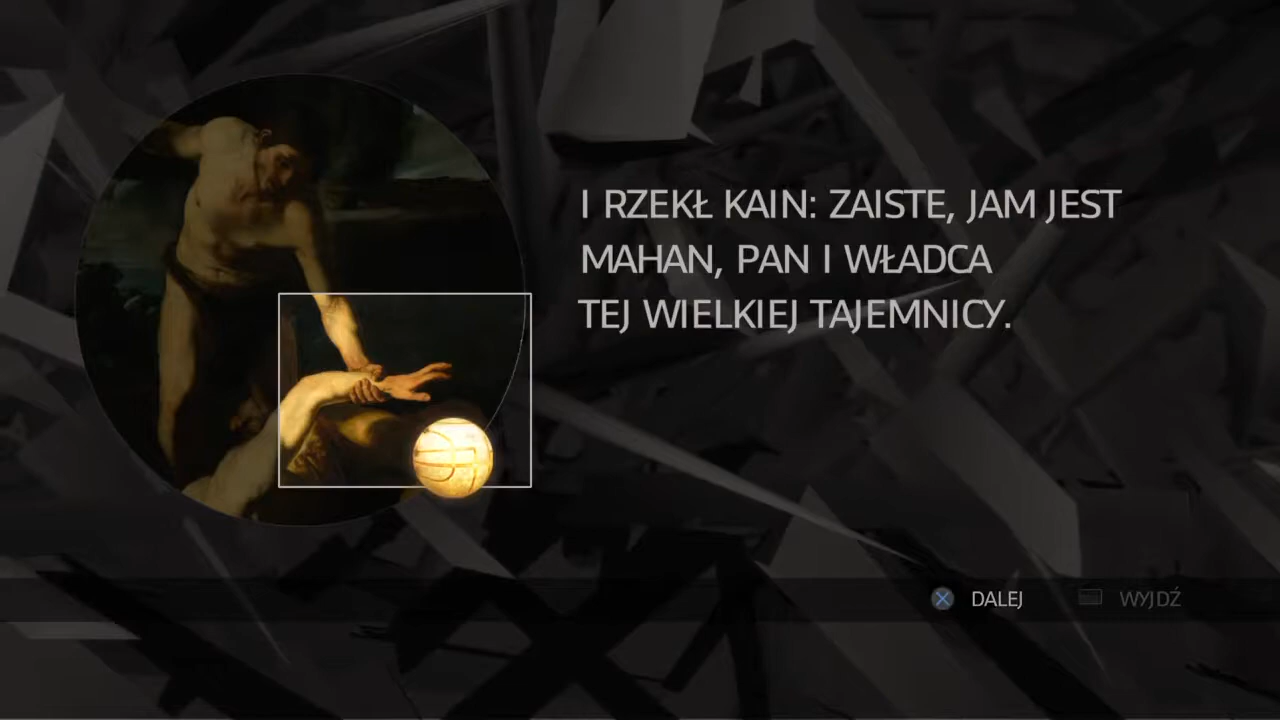 I RZEKŁ KAIN: ZAISTE, JAM JEST
MAHAN, PAN I WŁADCA
TEJ WIELKIEJ TAJEMNICY.
DALEJ
WYJDŹ